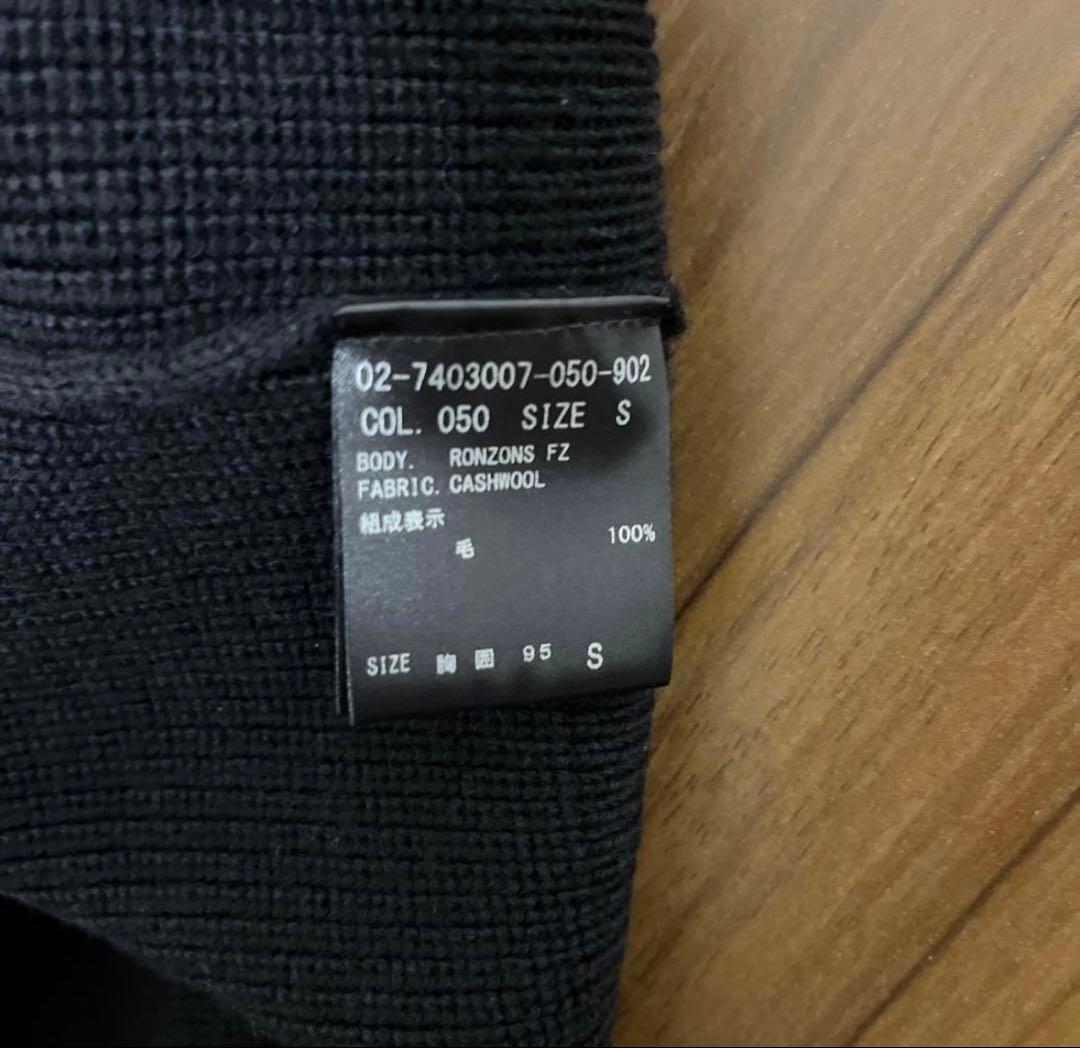 02-7403007-050-902
COL. 050 SIZE S
BODY. RONZONS FZ
FABRIC. CASHWOOL
組成表示
毛 100%
SIZE 胸囲 95 S